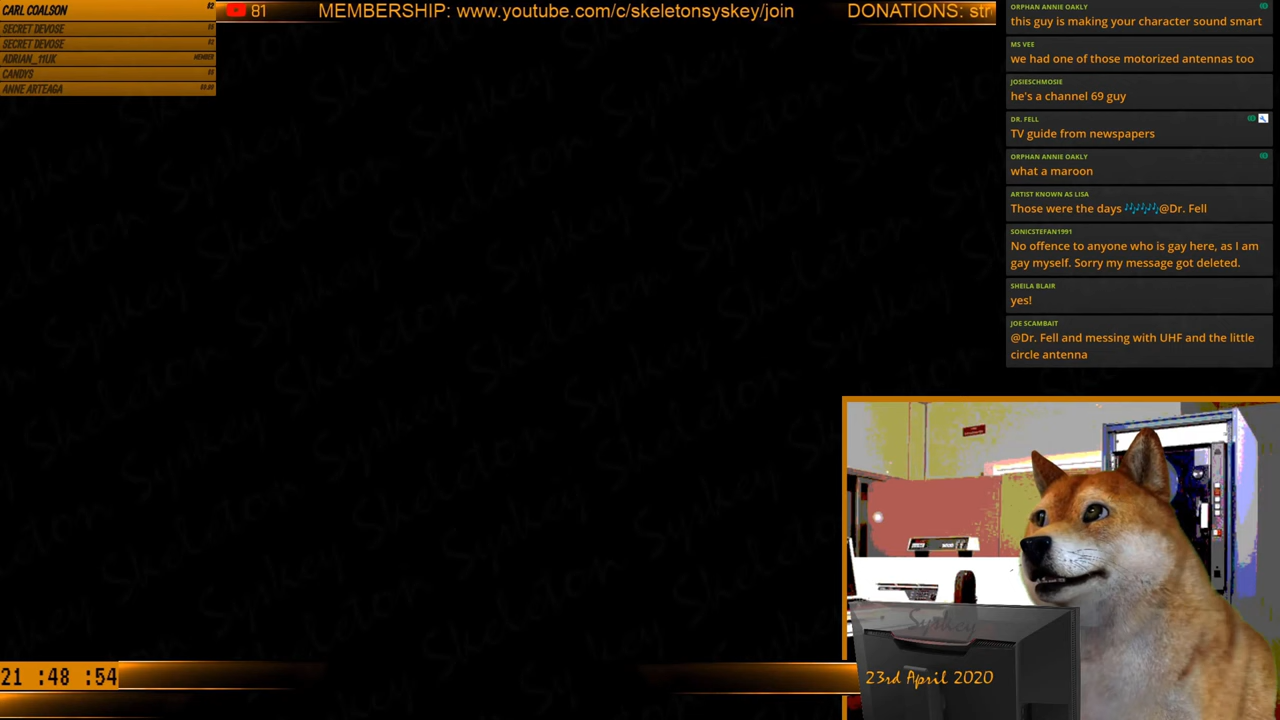 CARL COALSON $2
SECRET DEVOSE
SECRET DEVOSE
ADRIAN_11UK MEMBER
CANDYS
ANNE ARTEAGA
81
MEMBERSHIP: www.youtube.com/c/skeletonsyskey/join DONATIONS: str
ORPHAN ANNIE OAKLY
this guy is making your character sound smart
MS VEE
we had one of those motorized antennas too
JOSIESCHMOSIE
he's a channel 69 guy
DR. FELL
TV guide from newspapers
ORPHAN ANNIE OAKLY
what a maroon
ARTIST KNOWN AS LISA
Those were the days 🎶🎶🎶@Dr. Fell
SONICSTEFAN1991
No offence to anyone who is gay here, as I am
gay myself. Sorry my message got deleted.
SHEILA BLAIR
yes!
JOE SCAMBAIT
@Dr. Fell and messing with UHF and the little
circle antenna
Skeleton Syskey
Syskey
21 :48 :54
23rd April 2020